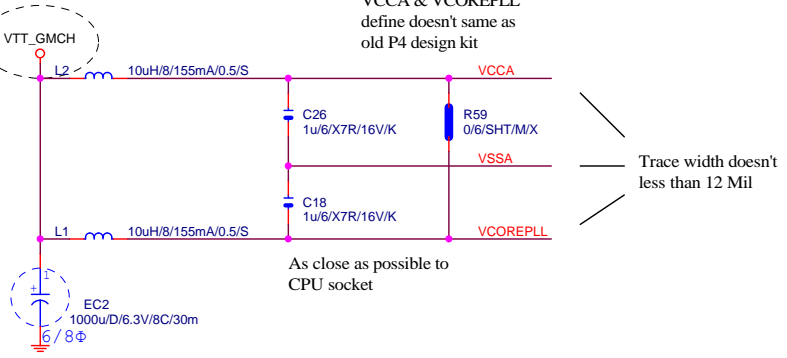 VCCA & VCOREPLL
define doesn't same as
old P4 design kit
VTT_GMCH
L2
10uH/8/155mA/0.5/S
VCCA
C26
1u/6/X7R/16V/K
R59
0/6/SHT/M/X
VSSA
Trace width doesn't
less than 12 Mil
C18
1u/6/X7R/16V/K
L1
10uH/8/155mA/0.5/S
VCOREPLL
As close as possible to
CPU socket
1
+
EC2
1000u/D/6.3V/8C/30m
6/8Φ